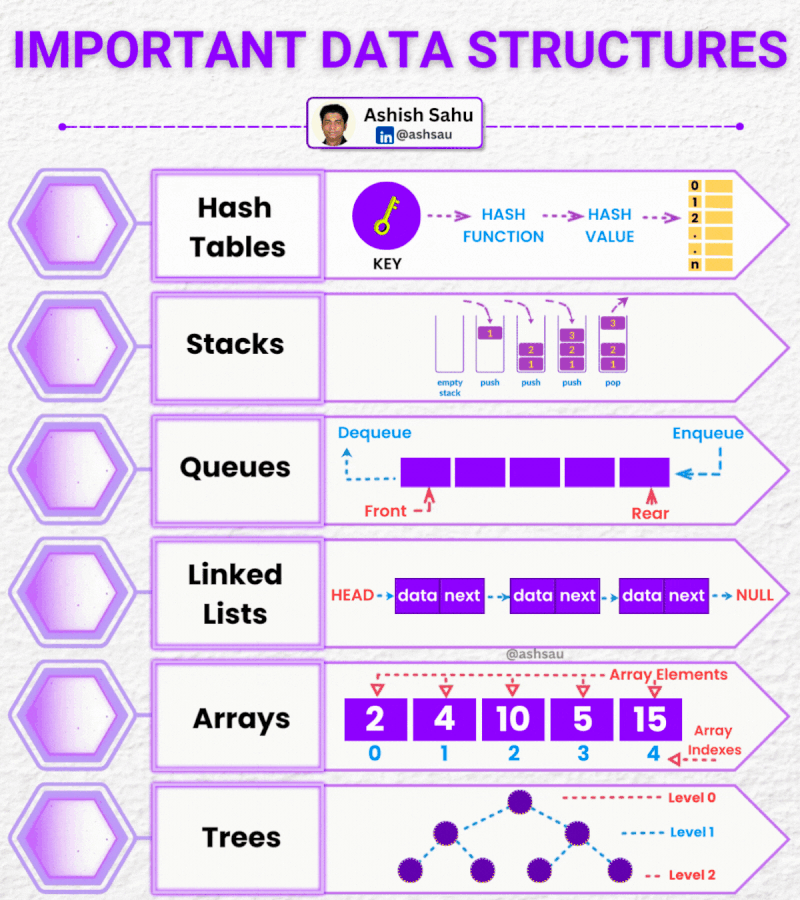 IMPORTANT DATA STRUCTURES
Ashish Sahu
in @ashsau
Hash
Tables
KEY
HASH
FUNCTION
HASH
VALUE
0
1
2
.
.
n
Stacks
1
2
1
3
2
1
3
2
1
empty
stack
push
push
push
pop
Queues
Dequeue
Enqueue
Front
Rear
Linked
Lists
HEAD
data next
data next
data next
NULL
@ashsau
Arrays
Array Elements
2 4 10 5 15
0 1 2 3 4
Array
Indexes
Trees
Level 0
Level 1
Level 2